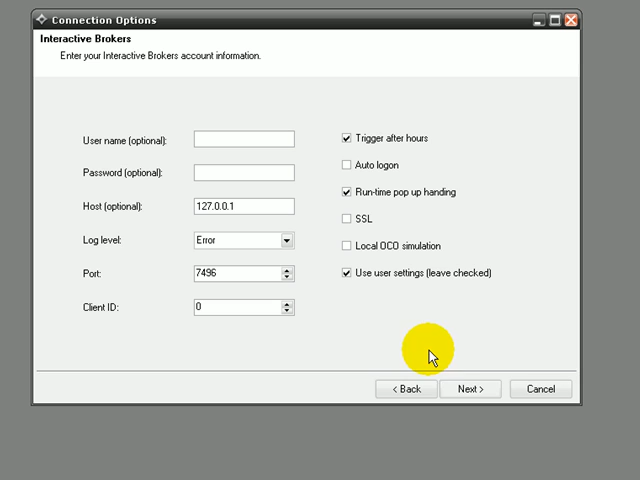 Connection Options
Interactive Brokers
Enter your Interactive Brokers account information.
User name (optional):
Trigger after hours
Auto logon
Password (optional):
Run-time pop up handing
Host (optional): 127.0.0.1
SSL
Log level: Error
Local OCO simulation
Port: 7496
Use user settings (leave checked)
Client ID: 0
< Back Next > Cancel